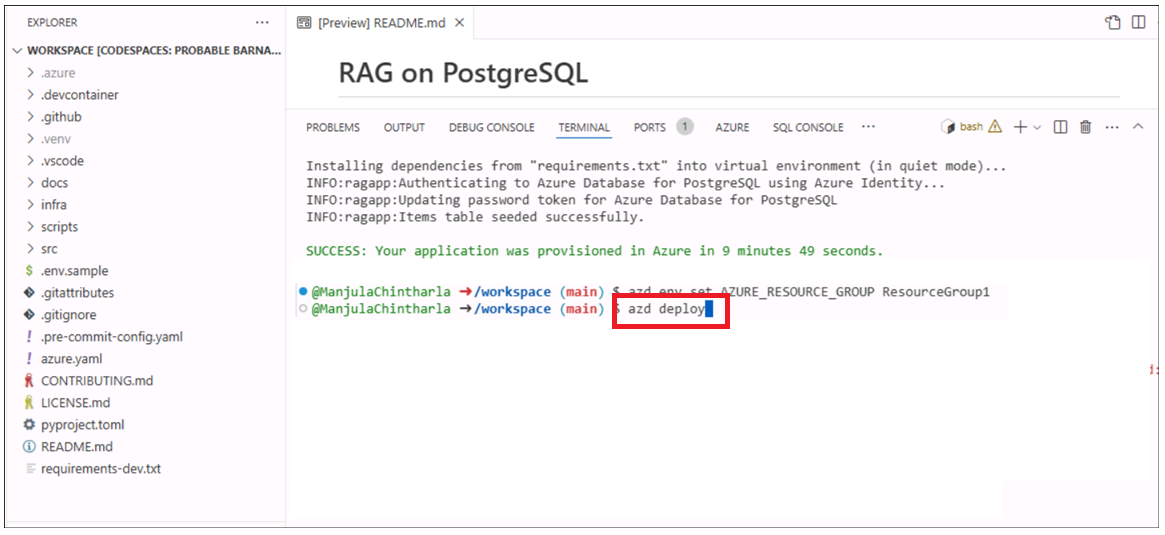 EXPLORER
WORKSPACE [CODESPACES: PROBABLE BARNA...
.azure
.devcontainer
.github
.venv
.vscode
docs
infra
scripts
src
$ .env.sample
.gitattributes
.gitignore
! .pre-commit-config.yaml
! azure.yaml
CONTRIBUTING.md
LICENSE.md
pyproject.toml
README.md
requirements-dev.txt
[Preview] README.md
RAG on PostgreSQL
PROBLEMS OUTPUT DEBUG CONSOLE TERMINAL PORTS 1 AZURE SQL CONSOLE ... bash
Installing dependencies from "requirements.txt" into virtual environment (in quiet mode)...
INFO:ragapp:Authenticating to Azure Database for PostgreSQL using Azure Identity...
INFO:ragapp:Updating password token for Azure Database for PostgreSQL
INFO:ragapp:Items table seeded successfully.
SUCCESS: Your application was provisioned in Azure in 9 minutes 49 seconds.
@ManjulaChintharla ➜/workspace (main) $ azd env set AZURE_RESOURCE_GROUP ResourceGroup1
@ManjulaChintharla ➜/workspace (main) $ azd deploy